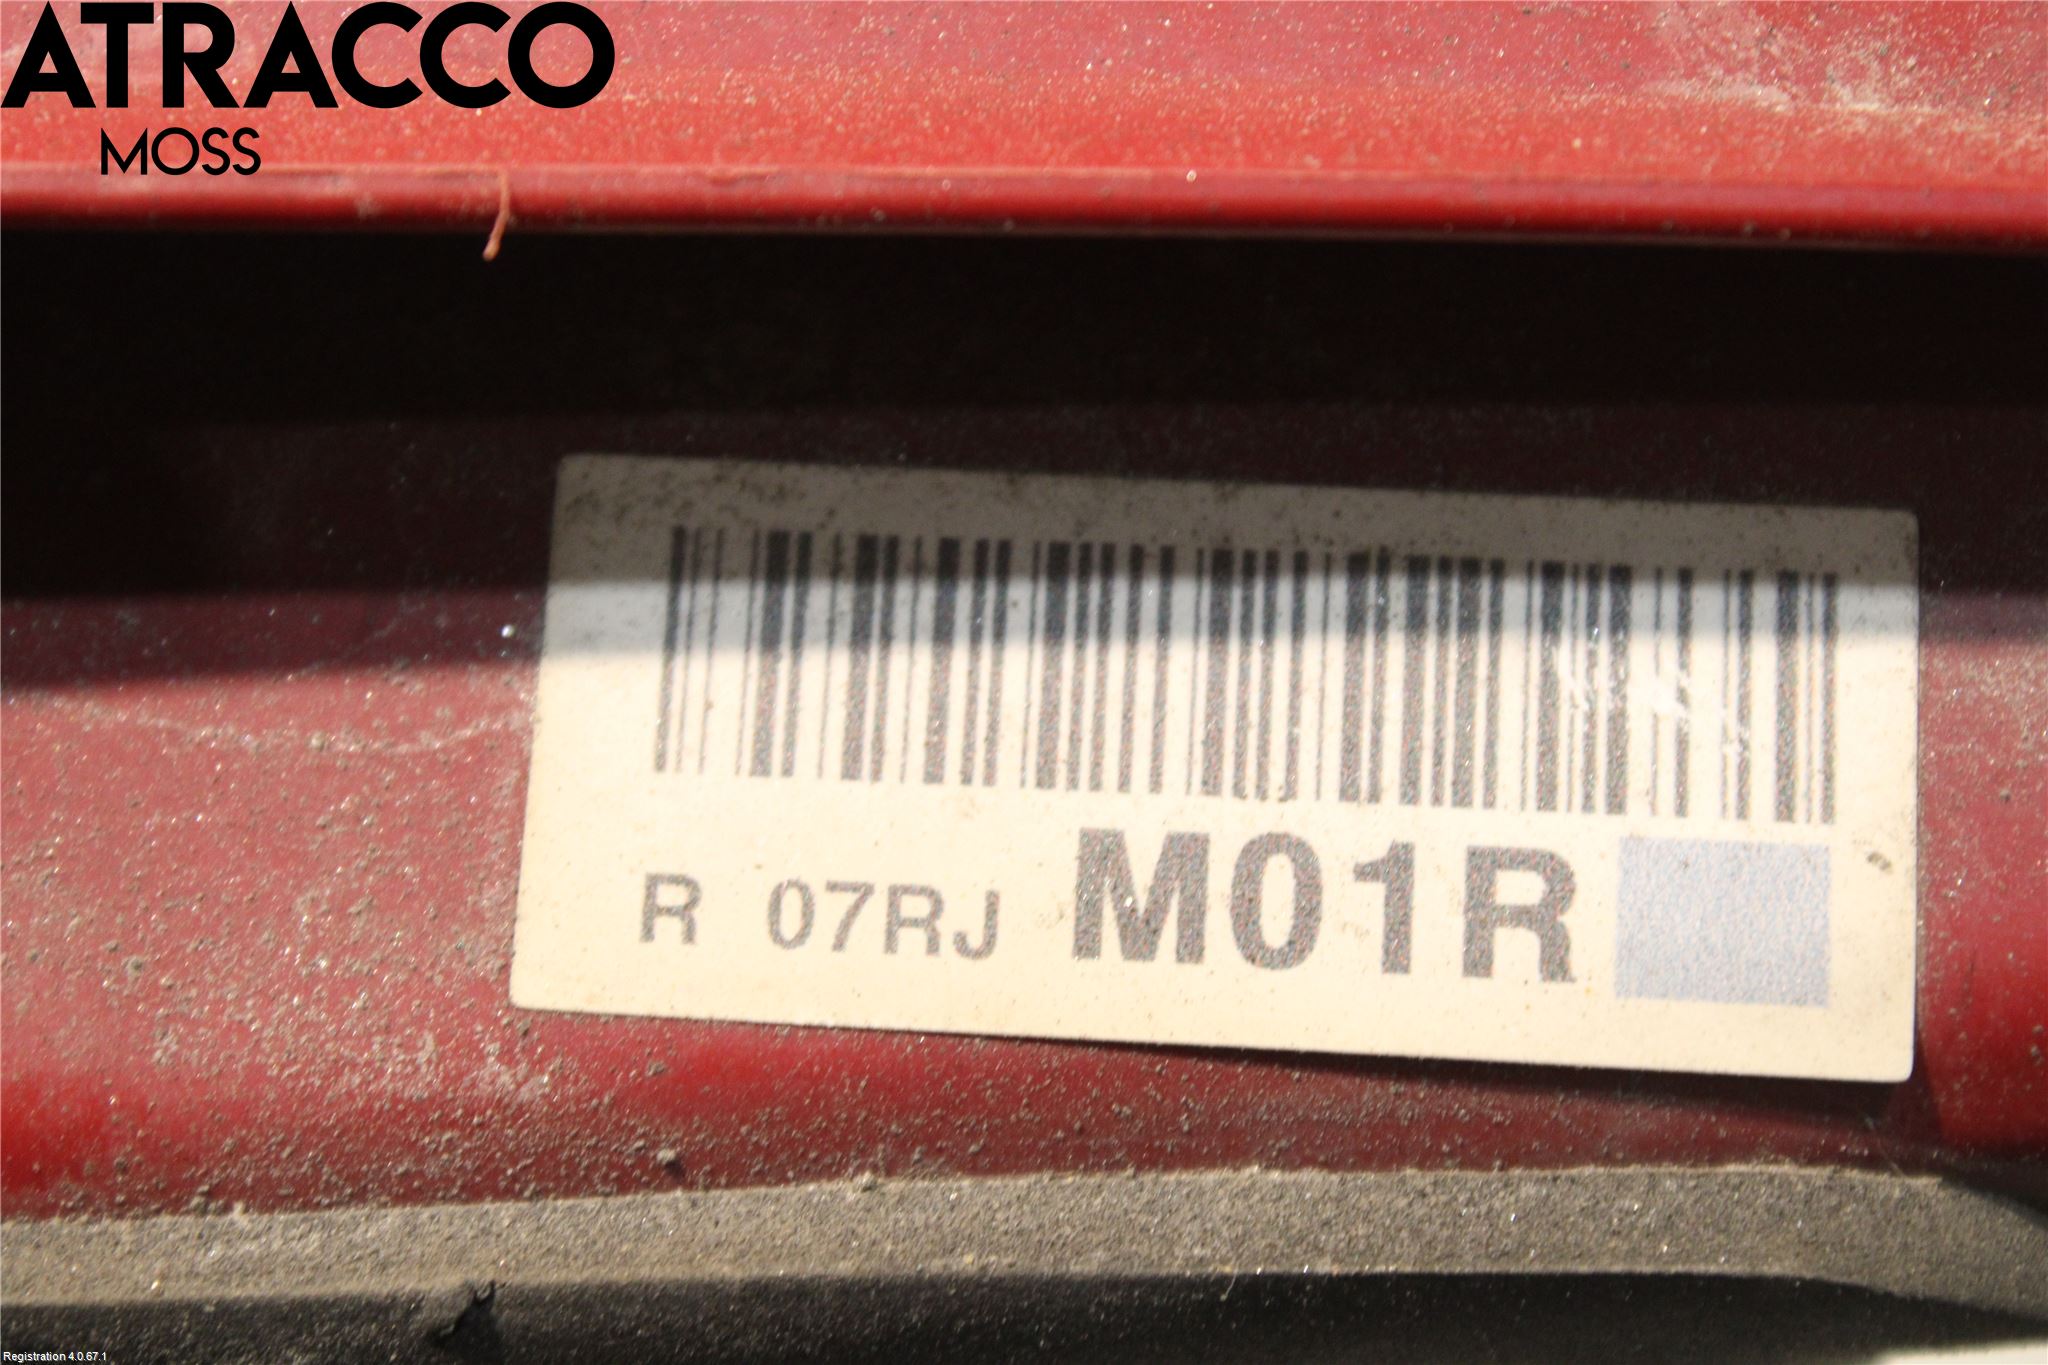 ATRACCO
MOSS
R 07RJ M01R
Registration 4.0.67.1